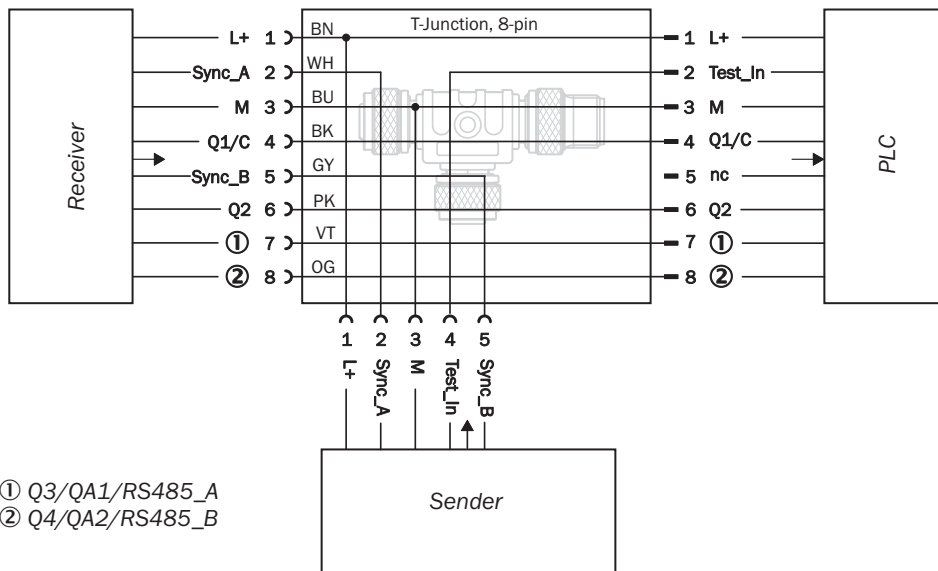 T-Junction, 8-pin
L+ 1 BN 1 L+
Sync_A 2 WH 2 Test_In
M 3 BU 3 M
Q1/C 4 BK 4 Q1/C
Sync_B 5 GY 5 nc
Q2 6 PK 6 Q2
① 7 VT 7 ①
② 8 OG 8 ②
Receiver
PLC
1 2 3 4 5
L+
Sync_A
M
Test_In
Sync_B
Sender
① Q3/QA1/RS485_A
② Q4/QA2/RS485_B